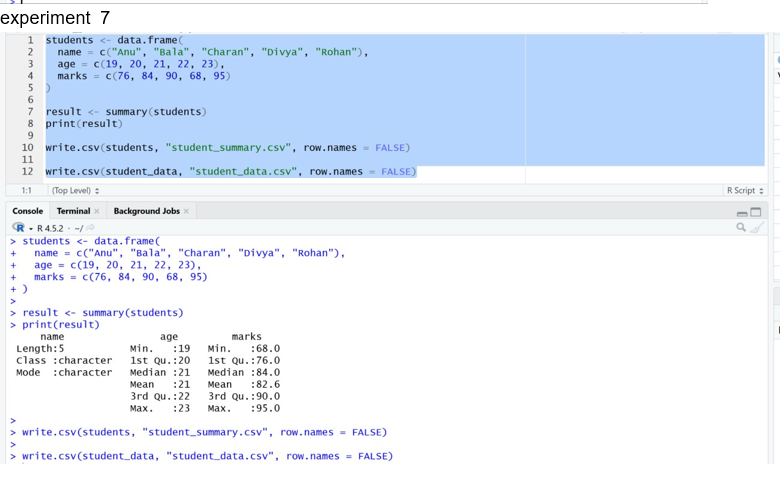 experiment 7
1 students <- data.frame(
2   name = c("Anu", "Bala", "Charan", "Divya", "Rohan"),
3   age = c(19, 20, 21, 22, 23),
4   marks = c(76, 84, 90, 68, 95)
5 )
6
7 result <- summary(students)
8 print(result)
9
10 write.csv(students, "student_summary.csv", row.names = FALSE)
11
12 write.csv(student_data, "student_data.csv", row.names = FALSE)
1:1 (Top Level) R Script
Console Terminal Background Jobs
R 4.5.2 · ~/
> students <- data.frame(
+   name = c("Anu", "Bala", "Charan", "Divya", "Rohan"),
+   age = c(19, 20, 21, 22, 23),
+   marks = c(76, 84, 90, 68, 95)
+ )
>
> result <- summary(students)
> print(result)
name age marks
Length:5 Min. :19 Min. :68.0
Class :character 1st Qu.:20 1st Qu.:76.0
Mode :character Median :21 Median :84.0
Mean :21 Mean :82.6
3rd Qu.:22 3rd Qu.:90.0
Max. :23 Max. :95.0
>
> write.csv(students, "student_summary.csv", row.names = FALSE)
>
> write.csv(student_data, "student_data.csv", row.names = FALSE)